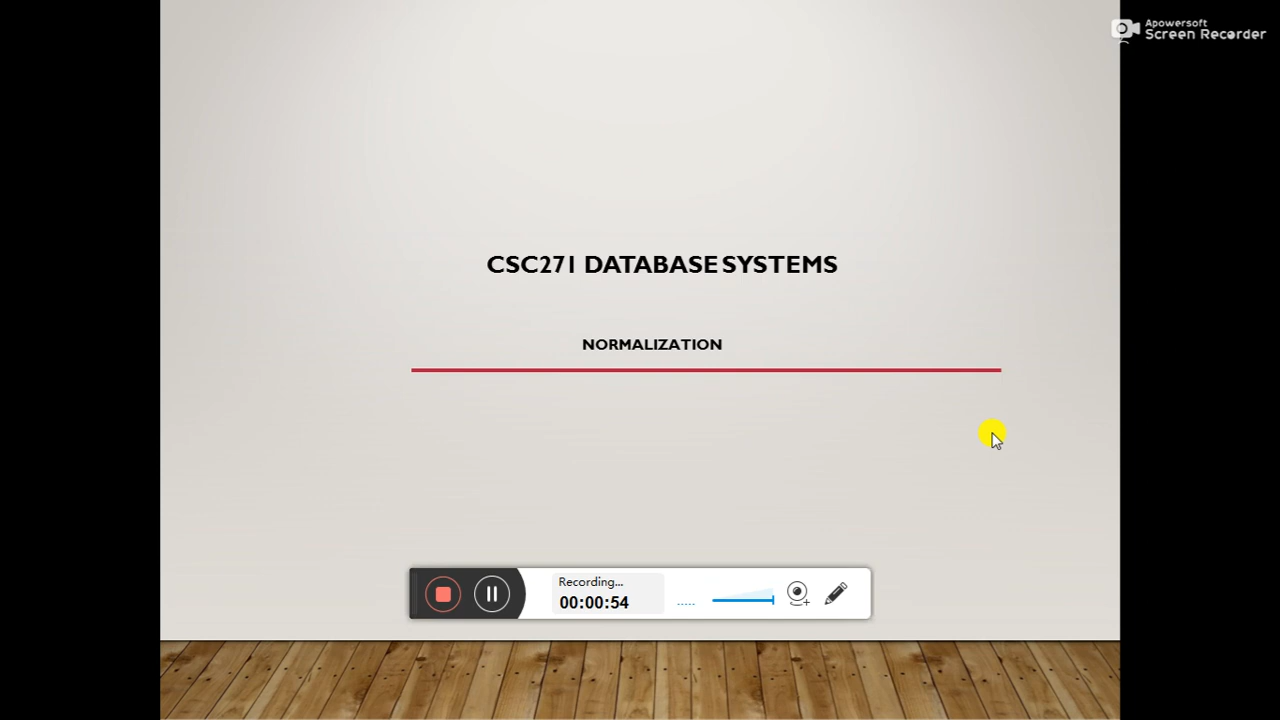 Apowersoft
Screen Recorder
CSC271 DATABASE SYSTEMS
NORMALIZATION
Recording...
00:00:54